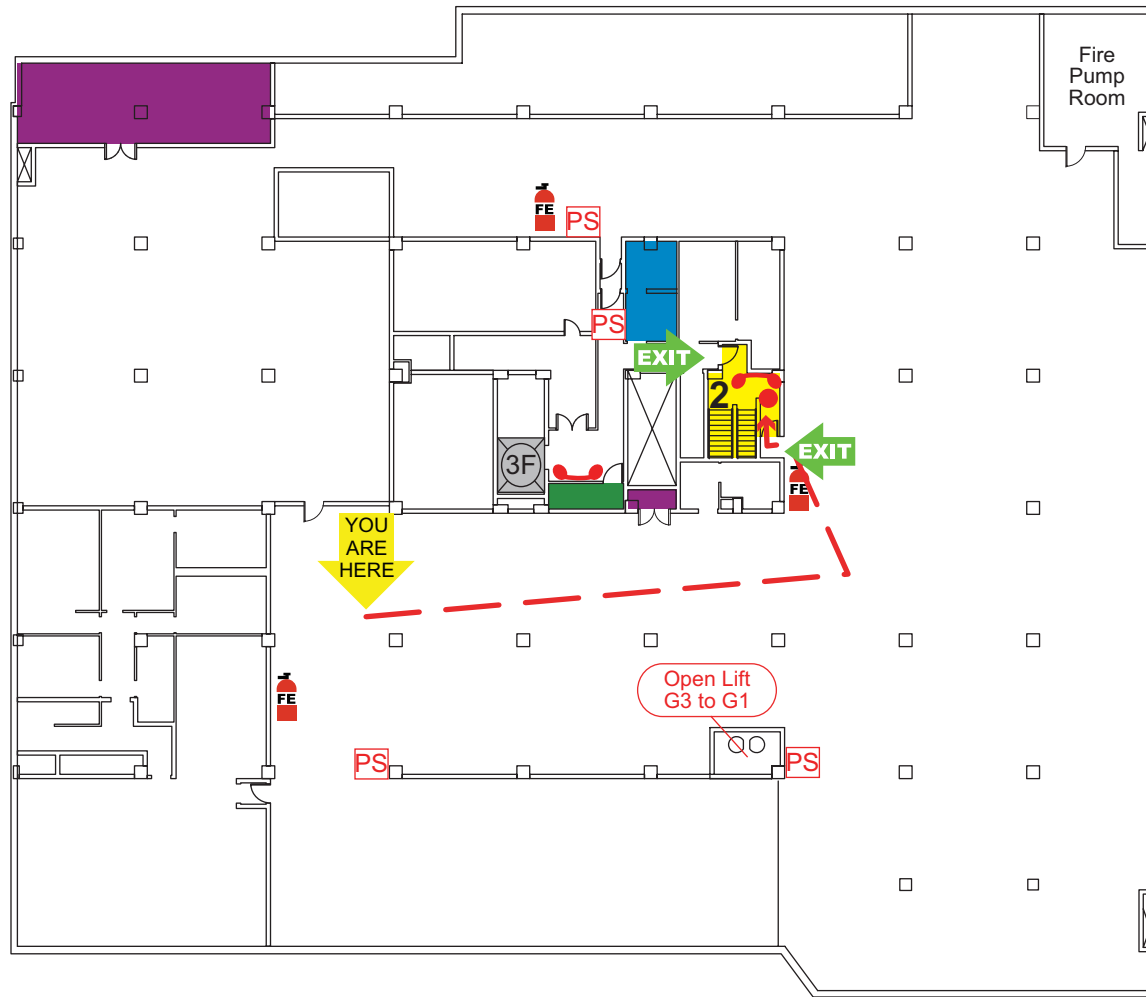 Fire
Pump
Room
FE
PS
PS
EXIT
2
EXIT
3F
FE
YOU
ARE
HERE
FE
Open Lift
G3 to G1
PS
PS